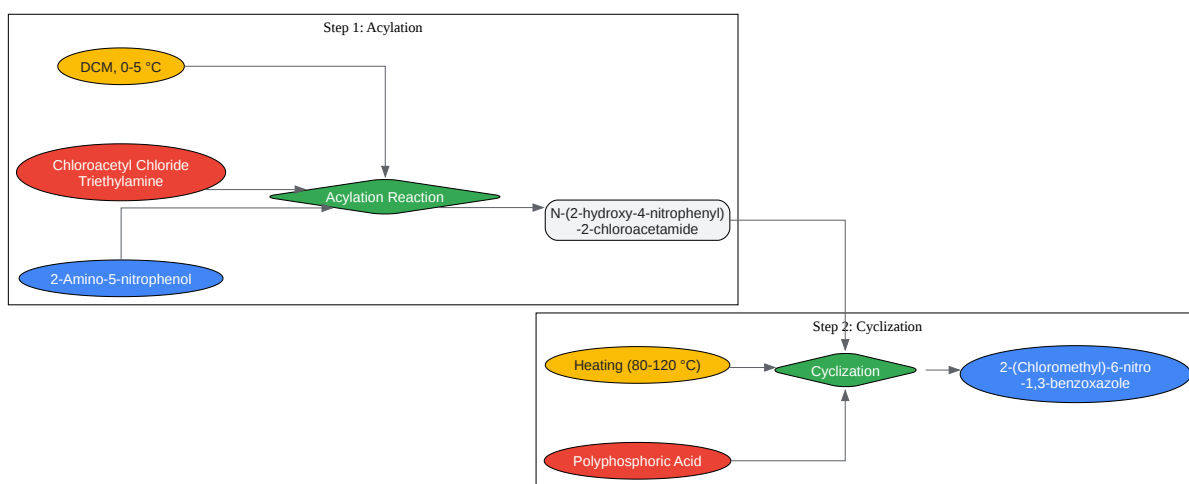 Step 1: Acylation
DCM, 0-5 °C
Chloroacetyl Chloride
Triethylamine
Acylation Reaction
N-(2-hydroxy-4-nitrophenyl)
-2-chloroacetamide
2-Amino-5-nitrophenol
Step 2: Cyclization
Heating (80-120 °C)
Cyclization
2-(Chloromethyl)-6-nitro
-1,3-benzoxazole
Polyphosphoric Acid